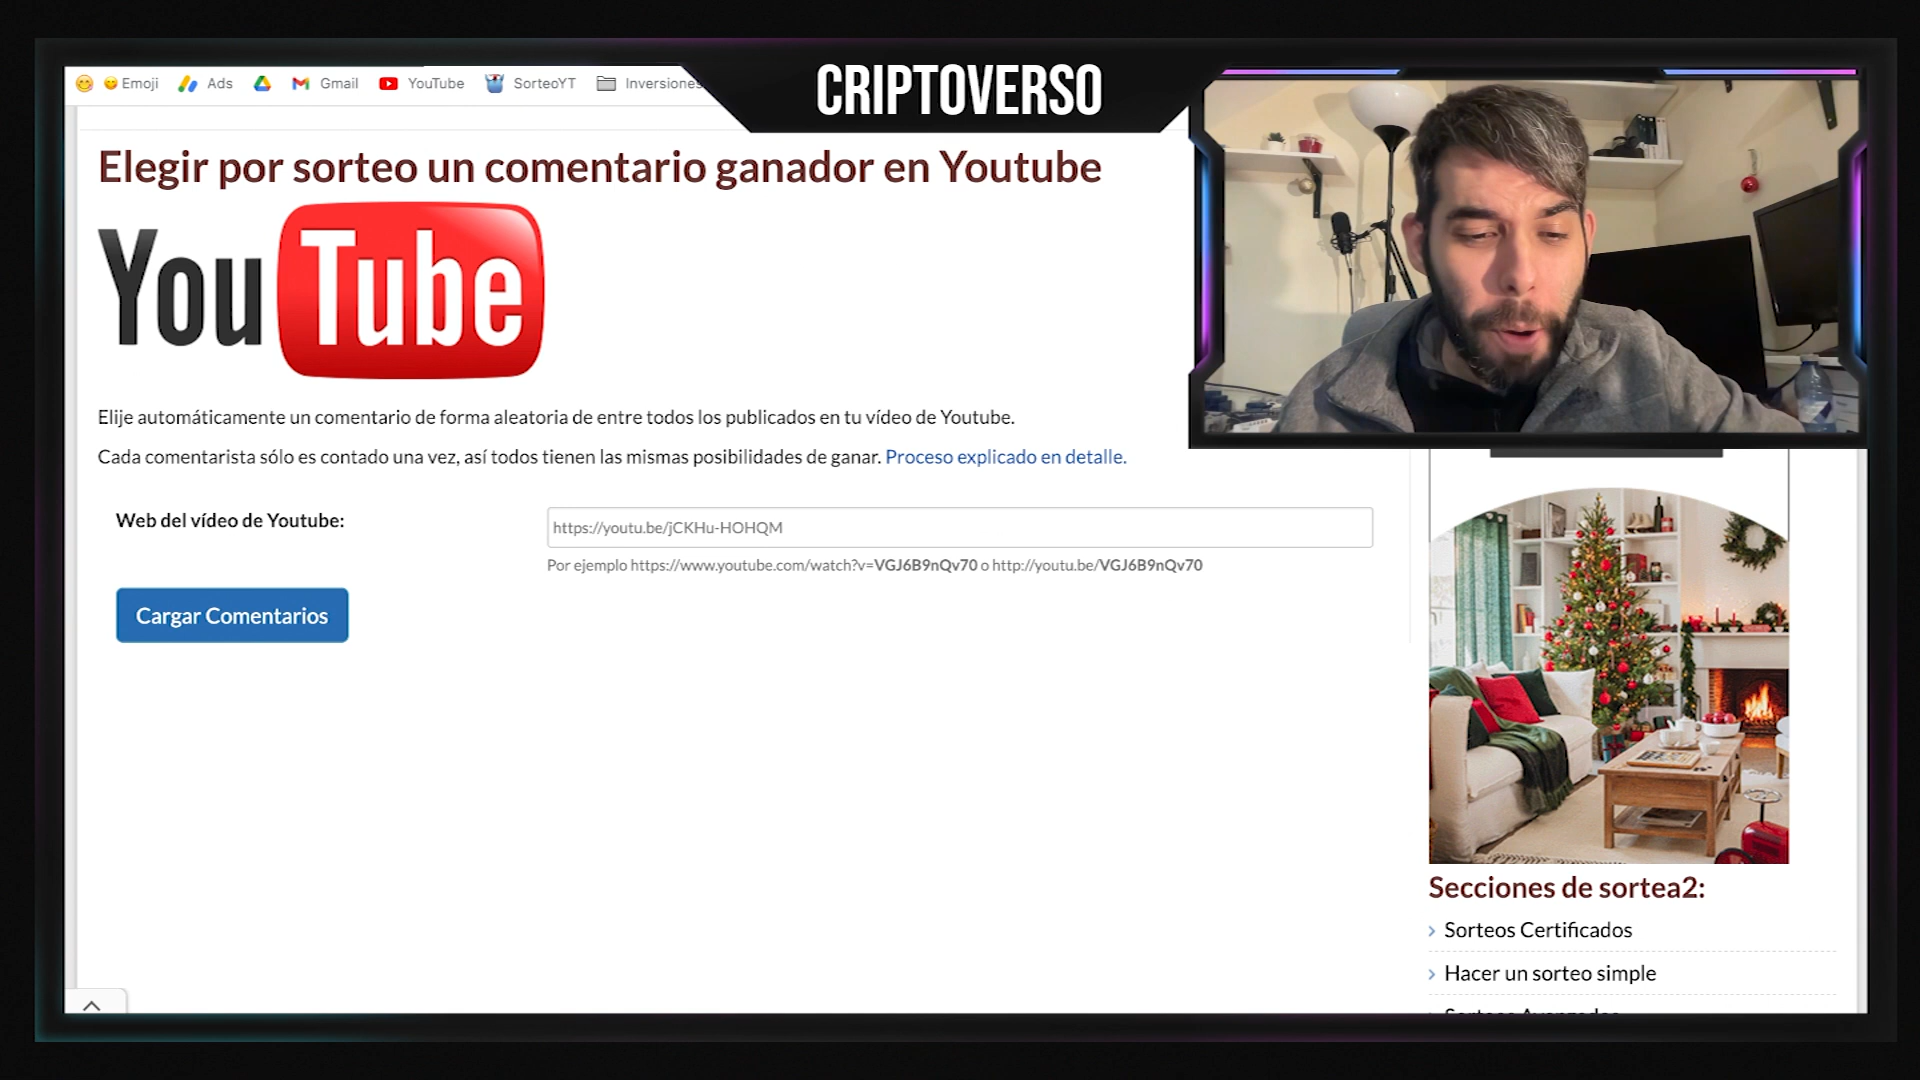 CRIPTOVERSO
Emoji Ads Gmail YouTube SorteoYT Inversiones
Elegir por sorteo un comentario ganador en Youtube
YouTube
Elije automáticamente un comentario de forma aleatoria de entre todos los publicados en tu vídeo de Youtube.
Cada comentarista sólo es contado una vez, así todos tienen las mismas posibilidades de ganar. Proceso explicado en detalle.
Web del vídeo de Youtube:
https://youtu.be/jCKHu-HOHQM
Por ejemplo https://www.youtube.com/watch?v=VGJ6B9nQv70 o http://youtu.be/VGJ6B9nQv70
Cargar Comentarios
Secciones de sortea2:
Sorteos Certificados
Hacer un sorteo simple
Sorteos Avanzados